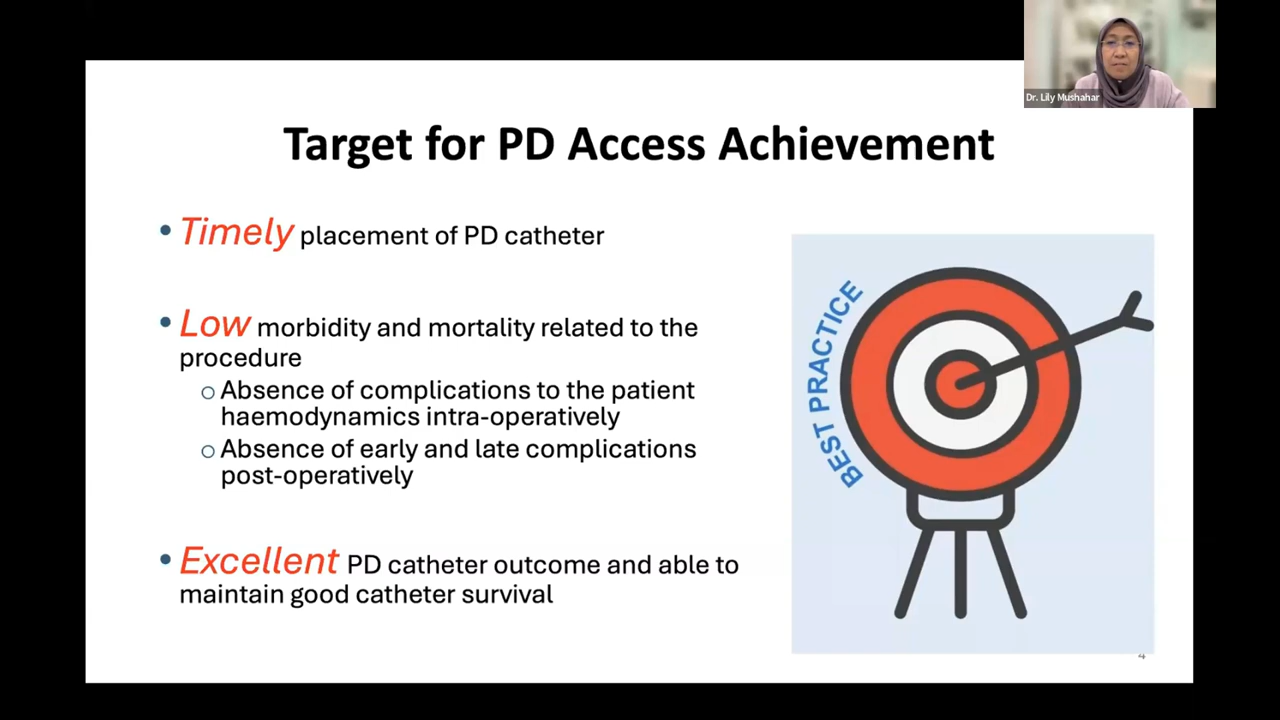 Dr. Lily Mushahar
Target for PD Access Achievement
• Timely placement of PD catheter
• Low morbidity and mortality related to the
procedure
o Absence of complications to the patient
haemodynamics intra-operatively
o Absence of early and late complications
post-operatively
• Excellent PD catheter outcome and able to
maintain good catheter survival
BEST PRACTICE
4